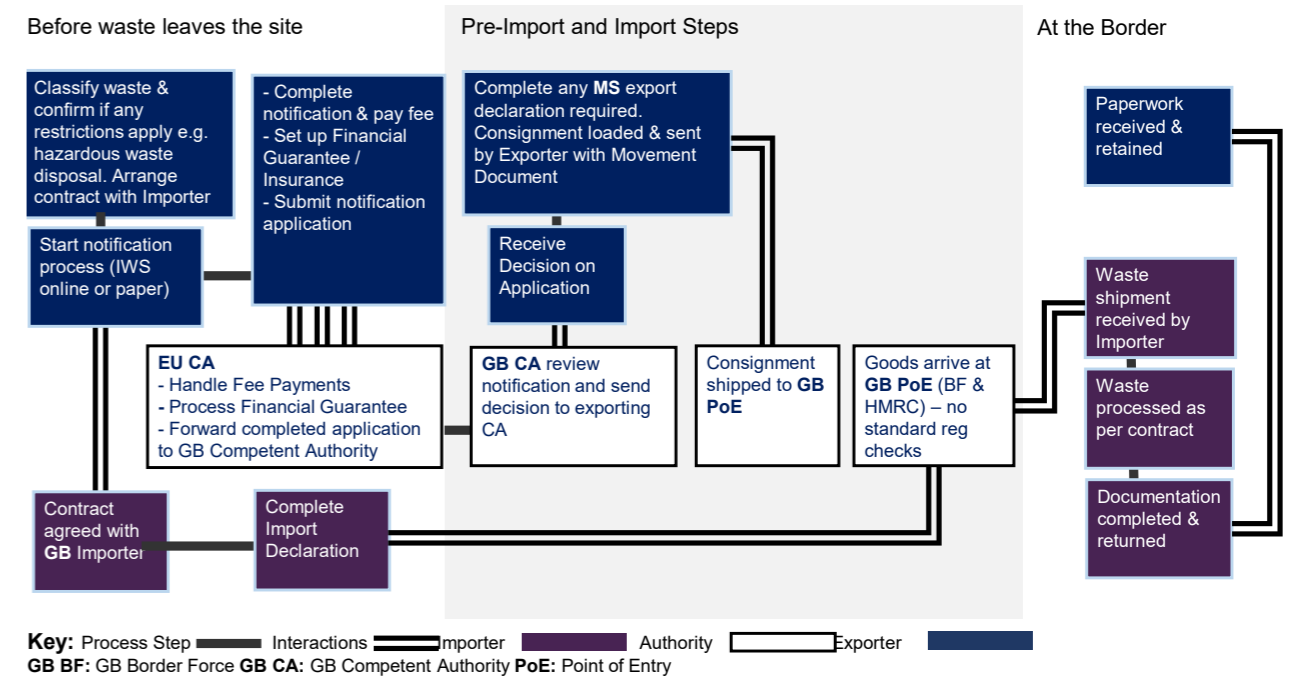 Before waste leaves the site
Pre-Import and Import Steps
At the Border
Classify waste &
confirm if any
restrictions apply e.g.
hazardous waste
disposal. Arrange
contract with Importer
Start notification
process (IWS
online or paper)
- Complete
notification & pay fee
- Set up Financial
Guarantee /
Insurance
- Submit notification
application
EU CA
- Handle Fee Payments
- Process Financial Guarantee
- Forward completed application
to GB Competent Authority
Contract
agreed with
GB Importer
Complete
Import
Declaration
Complete any MS export
declaration required.
Consignment loaded & sent
by Exporter with Movement
Document
Receive
Decision on
Application
GB CA review
notification and send
decision to exporting
CA
Consignment
shipped to GB
PoE
Goods arrive at
GB PoE (BF &
HMRC) – no
standard reg
checks
Paperwork
received &
retained
Waste
shipment
received by
Importer
Waste
processed as
per contract
Documentation
completed &
returned
Key: Process Step Interactions Importer Authority Exporter
GB BF: GB Border Force GB CA: GB Competent Authority PoE: Point of Entry